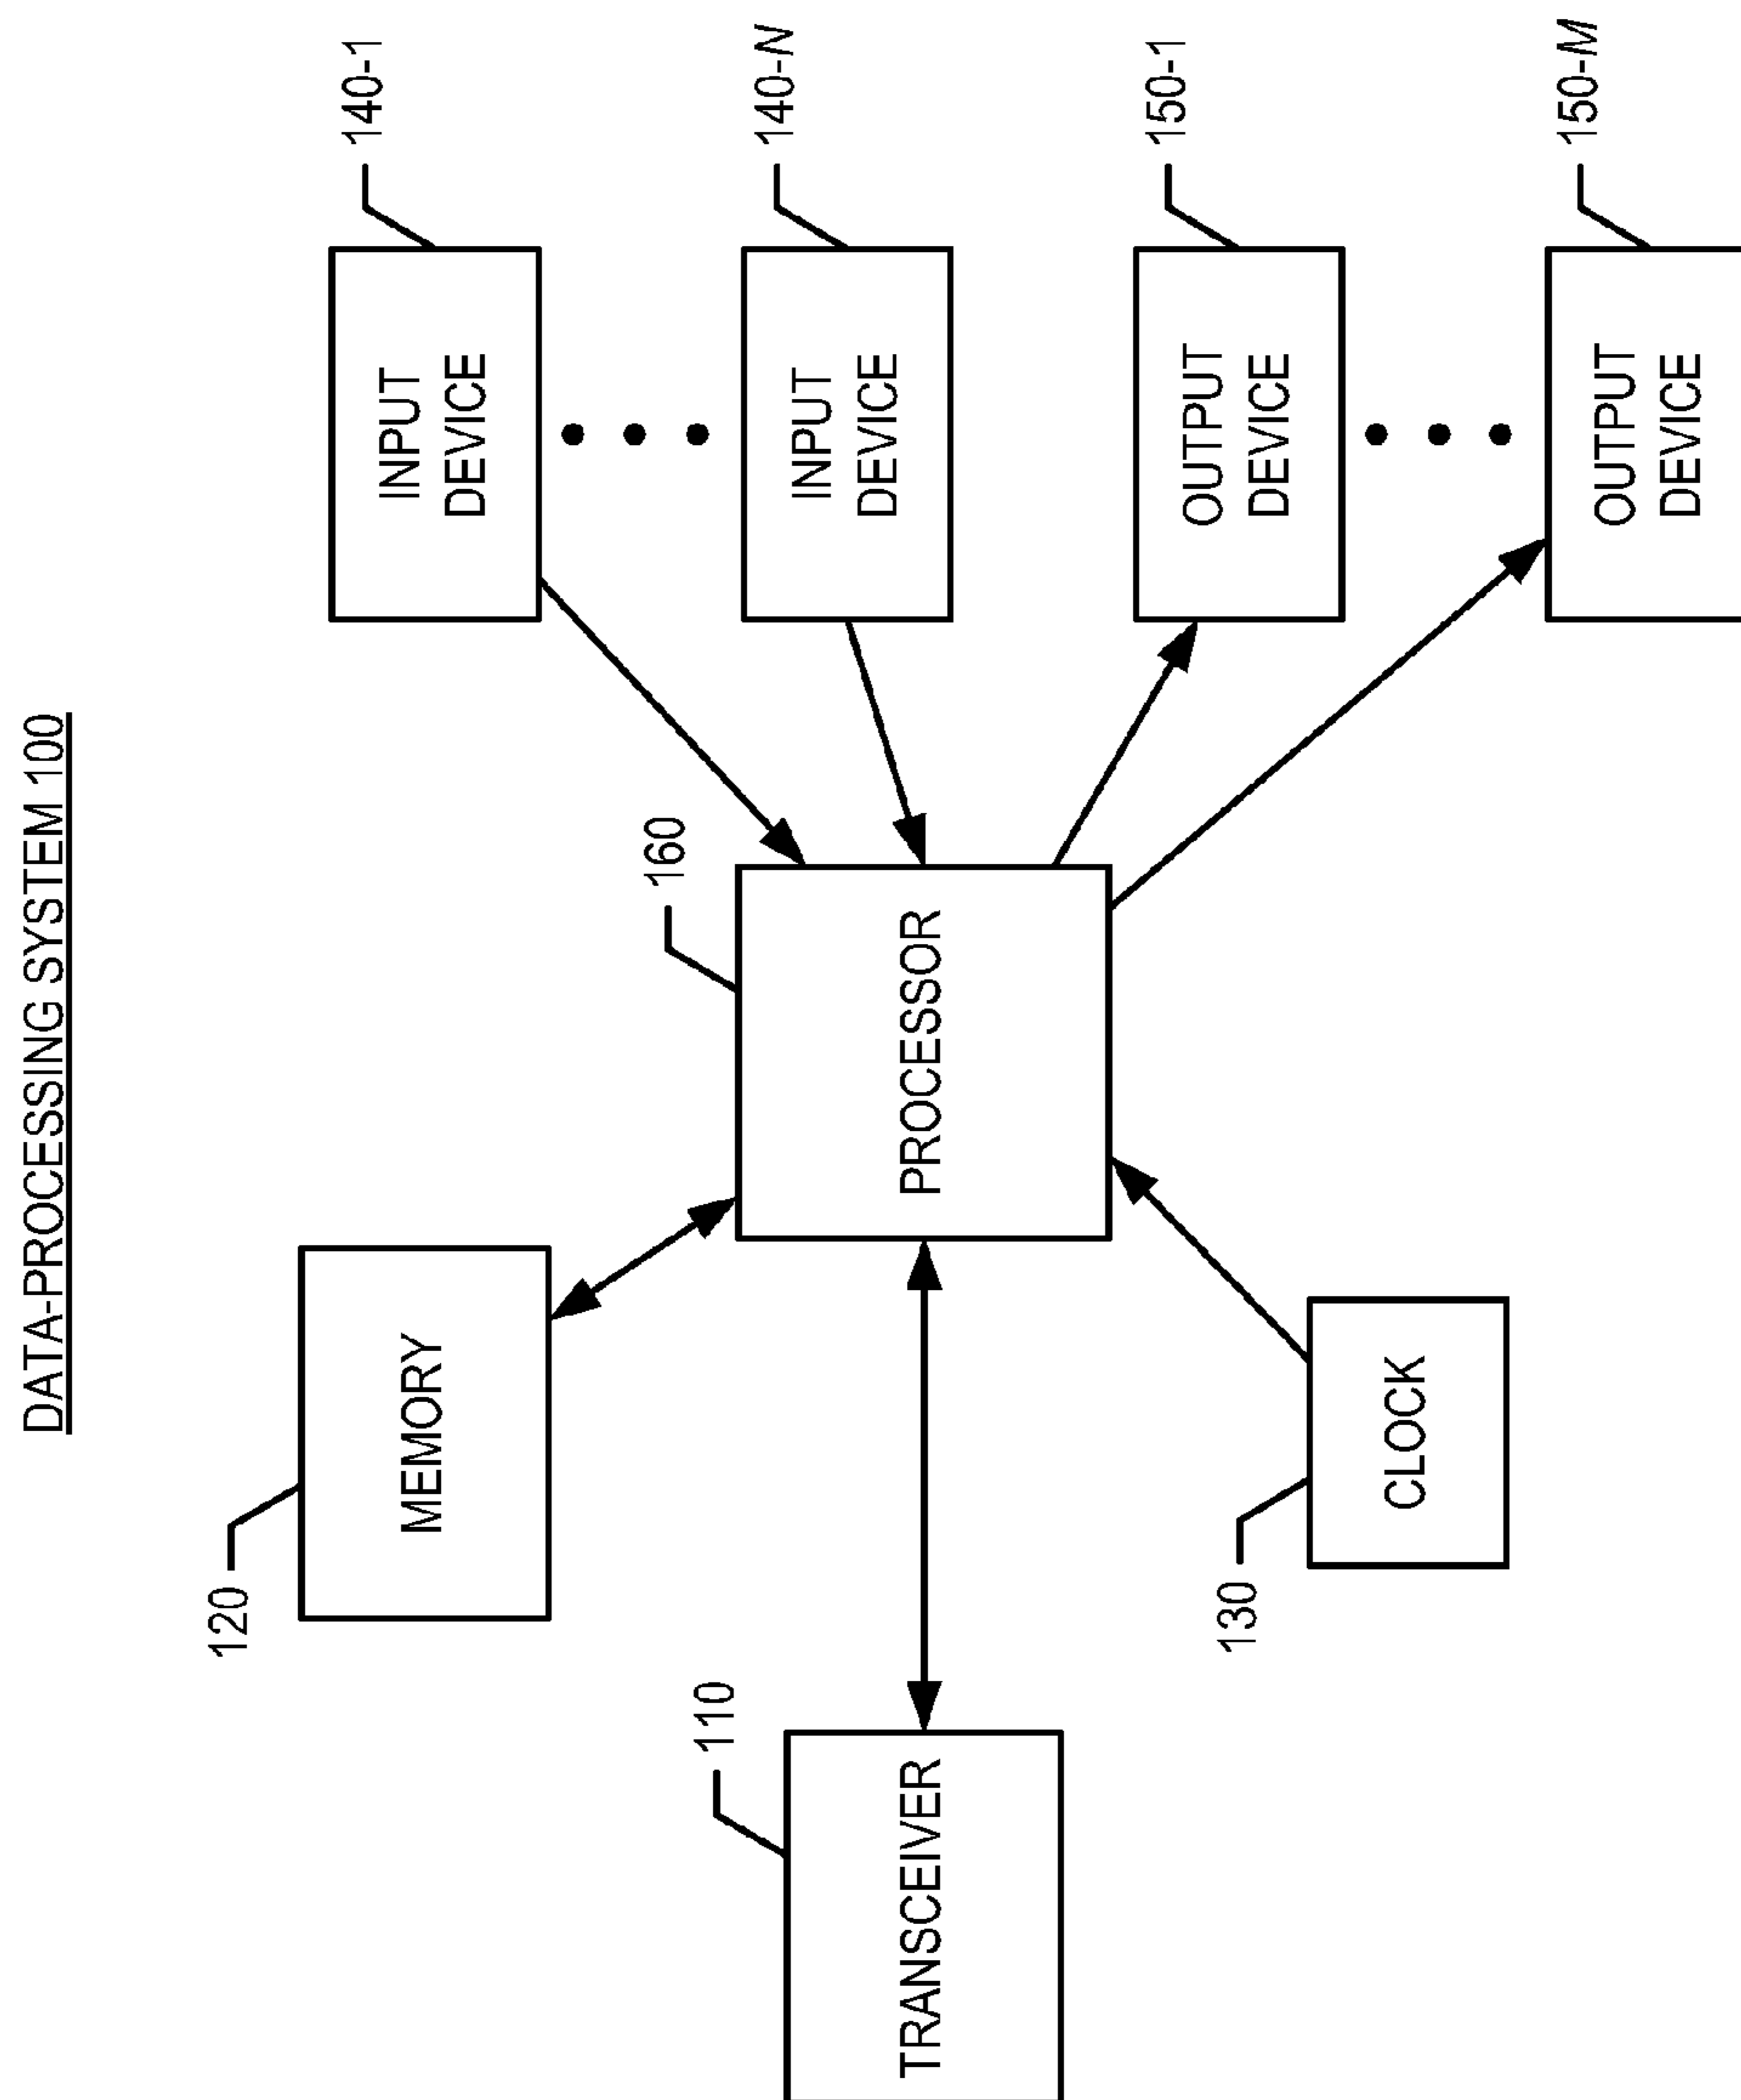 DATA-PROCESSING SYSTEM 100
120
MEMORY
110
TRANSCEIVER
130
CLOCK
160
PROCESSOR
INPUT
DEVICE
140-1
INPUT
DEVICE
140-N
OUTPUT
DEVICE
150-1
OUTPUT
DEVICE
150-M